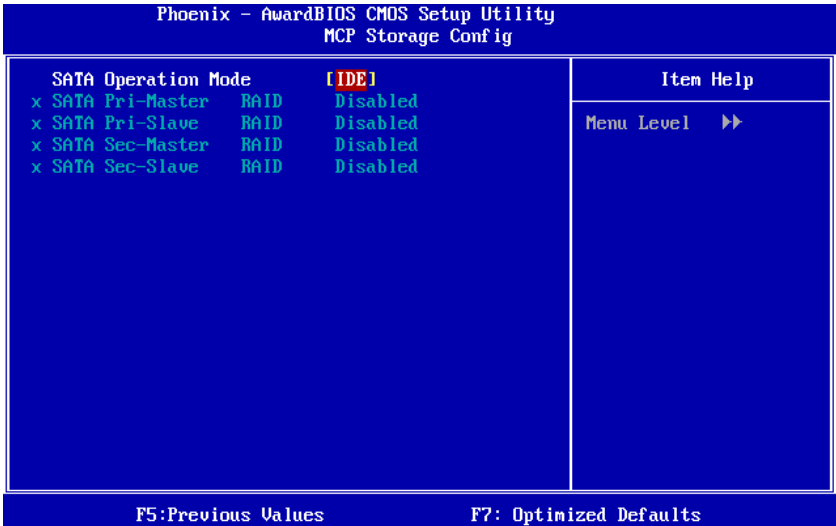 Phoenix - AwardBIOS CMOS Setup Utility
MCP Storage Config
SATA Operation Mode [IDE]
x SATA Pri-Master RAID Disabled
x SATA Pri-Slave RAID Disabled
x SATA Sec-Master RAID Disabled
x SATA Sec-Slave RAID Disabled
Item Help
Menu Level
F5:Previous Values F7: Optimized Defaults